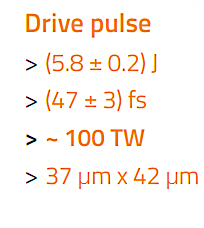 Drive pulse
> (5.8 ± 0.2) J
> (47 ± 3) fs
> ~ 100 TW
> 37 µm x 42 µm